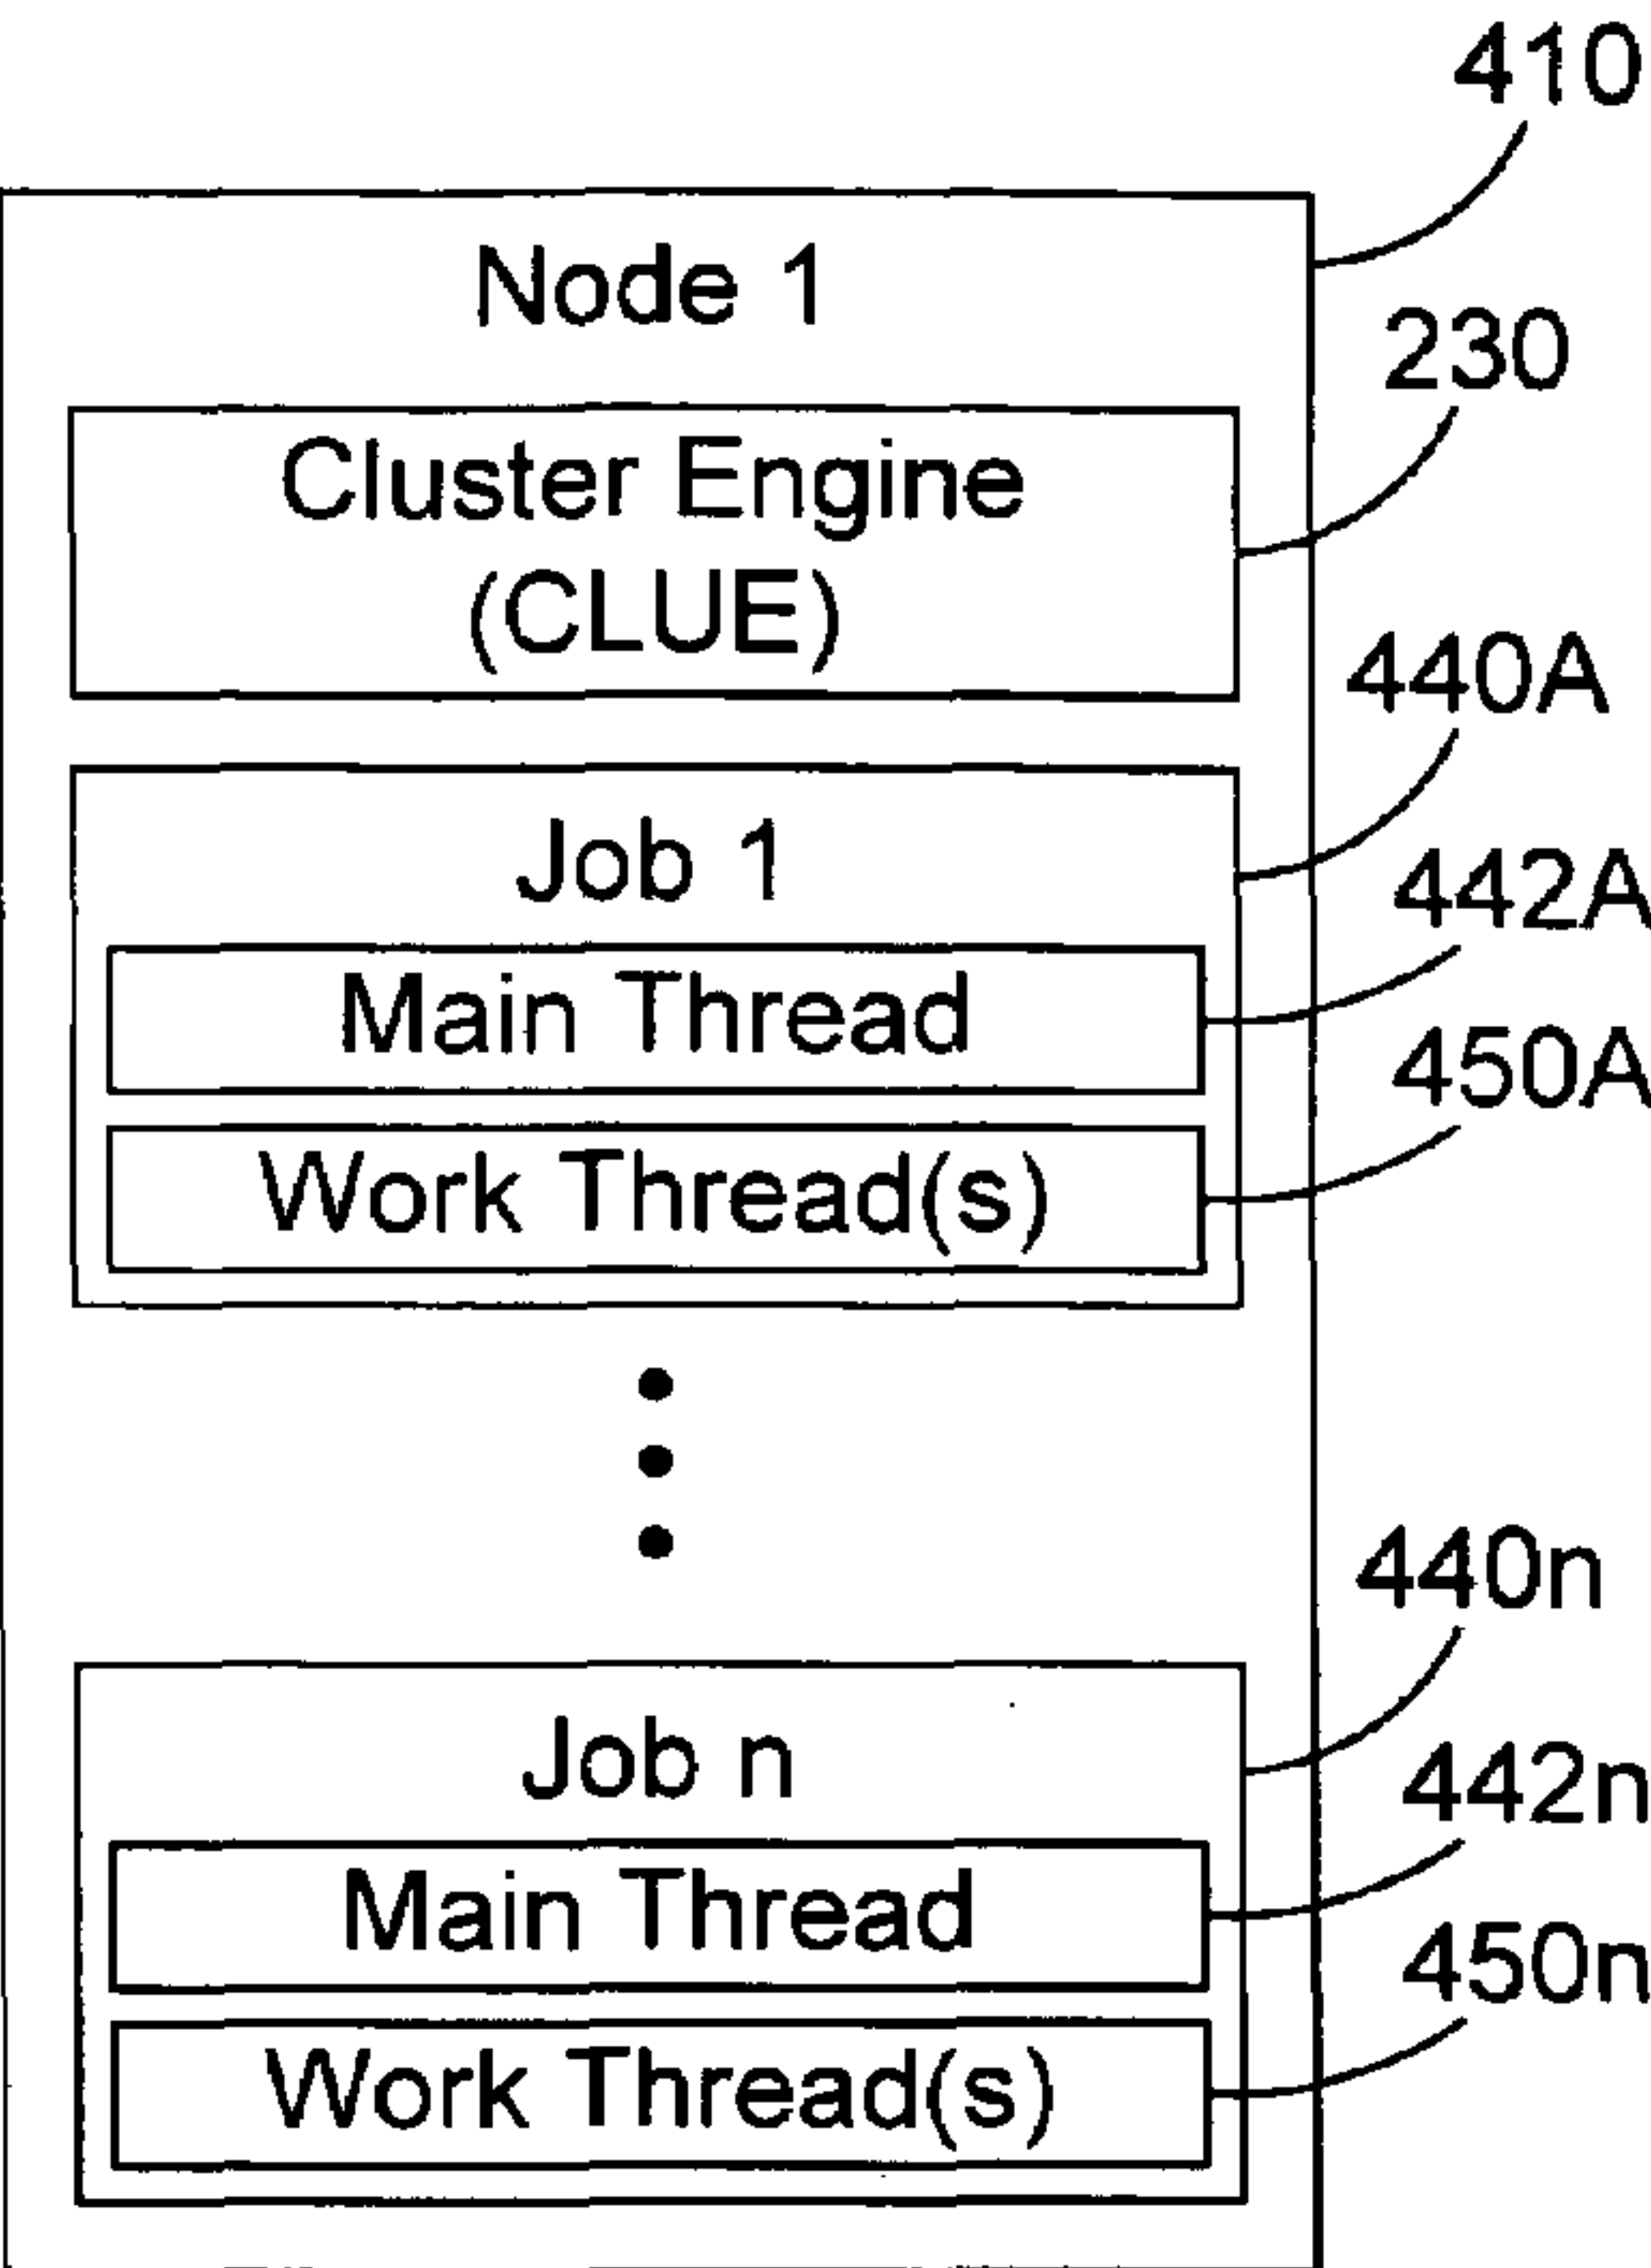 410
Node 1
230
Cluster Engine
(CLUE)
440A
Job 1
442A
Main Thread
450A
Work Thread(s)
440n
Job n
442n
Main Thread
450n
Work Thread(s)